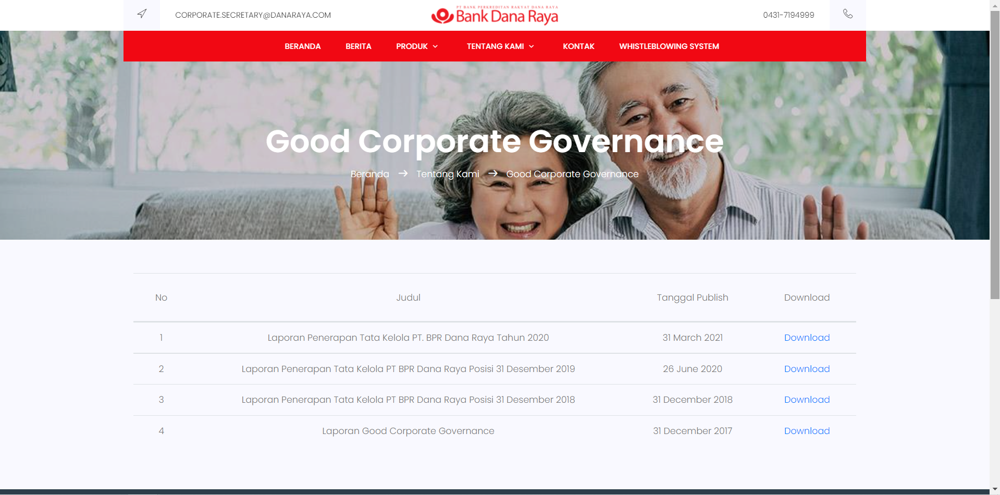 CORPORATE.SECRETARY@DANARAYA.COM
PT BANK PERKREDITAN RAKYAT DANA RAYA
Bank Dana Raya
0431-7194999
BERANDA BERITA PRODUK TENTANG KAMI KONTAK WHISTLEBLOWING SYSTEM
Good Corporate Governance
Beranda → Tentang Kami → Good Corporate Governance
No Judul Tanggal Publish Download
1 Laporan Penerapan Tata Kelola PT. BPR Dana Raya Tahun 2020 31 March 2021 Download
2 Laporan Penerapan Tata Kelola PT BPR Dana Raya Posisi 31 Desember 2019 26 June 2020 Download
3 Laporan Penerapan Tata Kelola PT BPR Dana Raya Posisi 31 Desember 2018 31 December 2018 Download
4 Laporan Good Corporate Governance 31 December 2017 Download